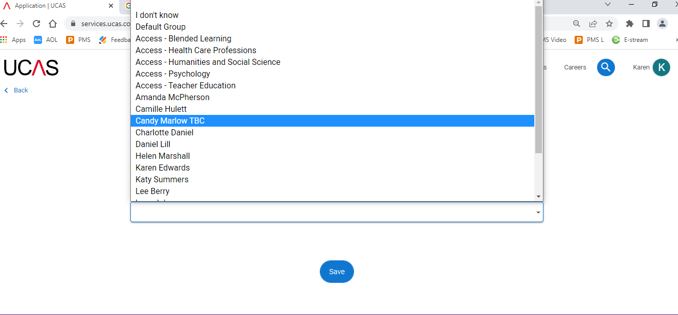 Application | UCAS
services.ucas.co
Apps AOL PMS Feedba
MS Video PMS L E-stream
UCAS
Careers
Karen K
Back
I don't know
Default Group
Access - Blended Learning
Access - Health Care Professions
Access - Humanities and Social Science
Access - Psychology
Access - Teacher Education
Amanda McPherson
Camille Hulett
Candy Marlow TBC
Charlotte Daniel
Daniel Lill
Helen Marshall
Karen Edwards
Katy Summers
Lee Berry
Save